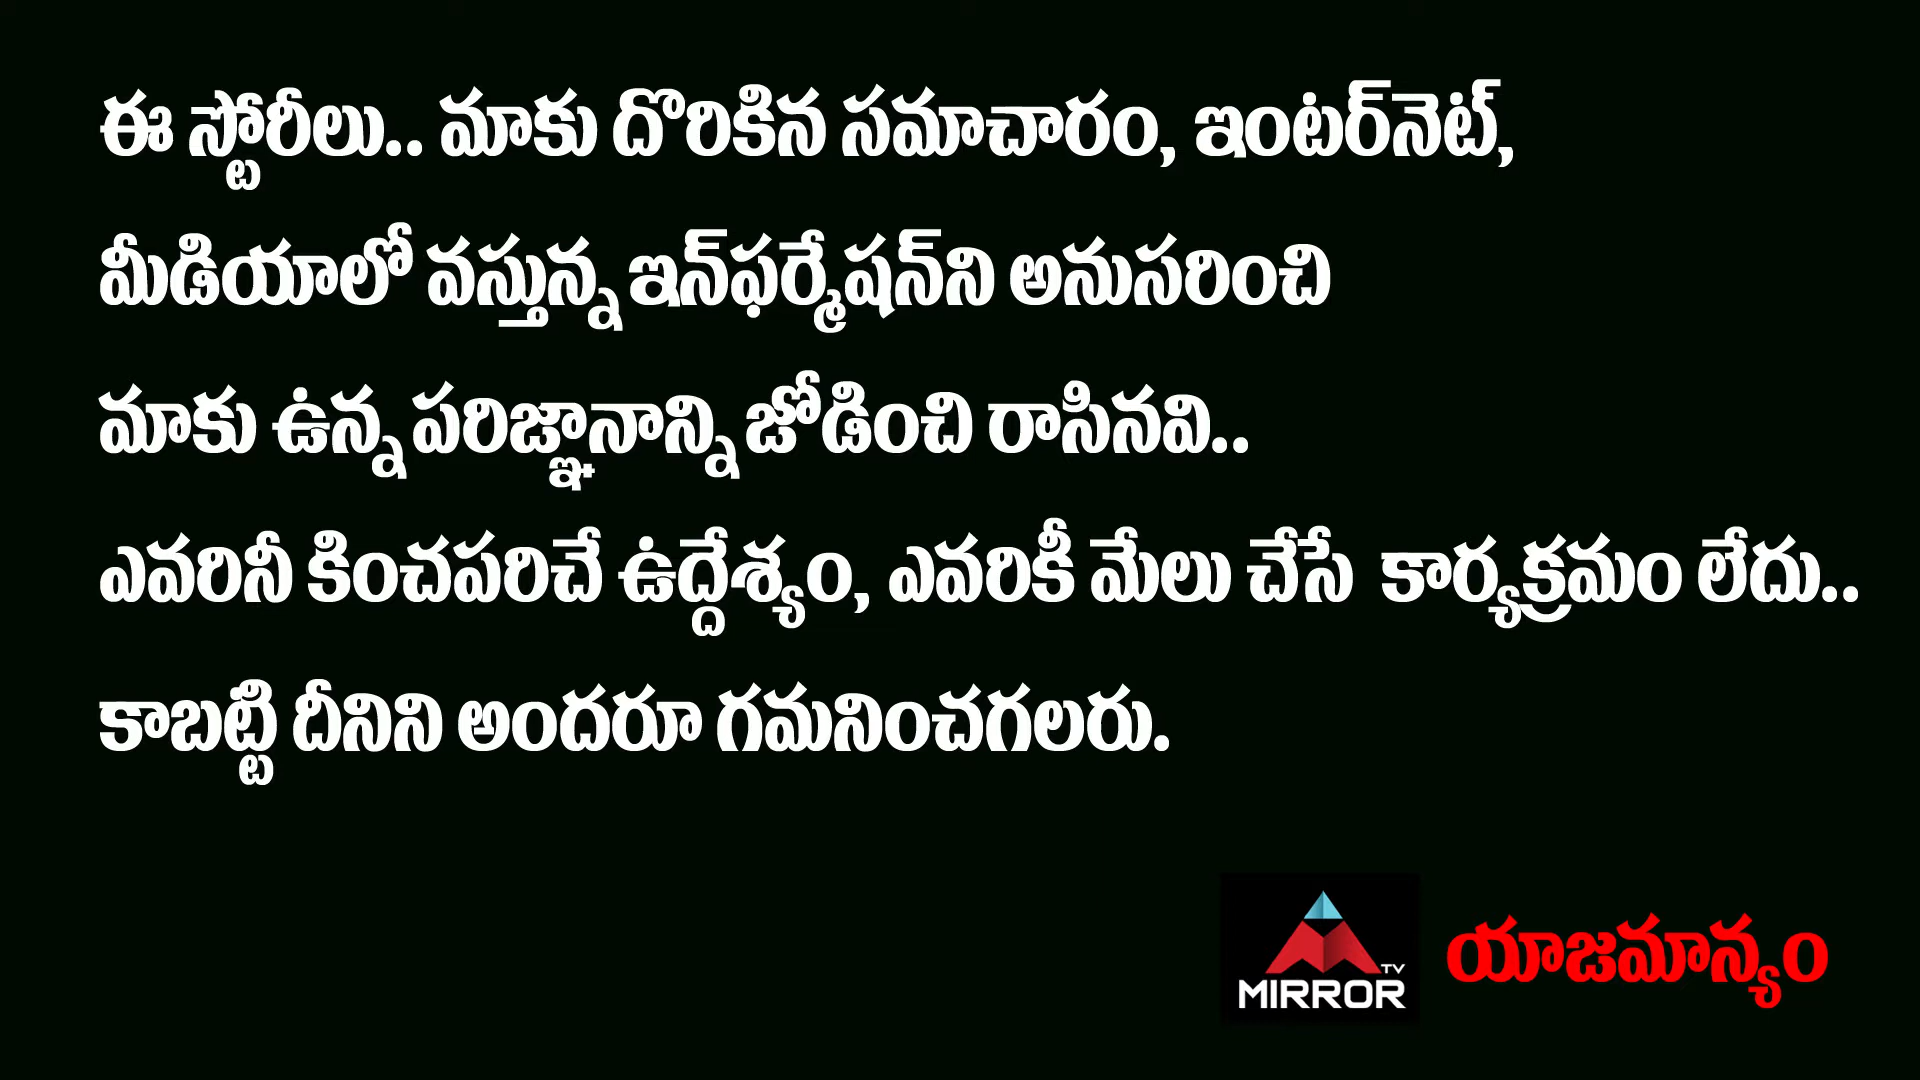 ఈ స్టోరీలు.. మాకు దొరికిన సమాచారం, ఇంటర్‌నెట్,
మీడియాలో వస్తున్న ఇన్‌ఫర్మేషన్‌ని అనుసరించి
మాకు ఉన్న పరిజ్ఞానాన్ని జోడించి రాసినవి..
ఎవరినీ కించపరిచే ఉద్దేశ్యం, ఎవరికీ మేలు చేసే కార్యక్రమం లేదు..
కాబట్టి దీనిని అందరూ గమనించగలరు.
TV
MIRROR
యాజమాన్యం